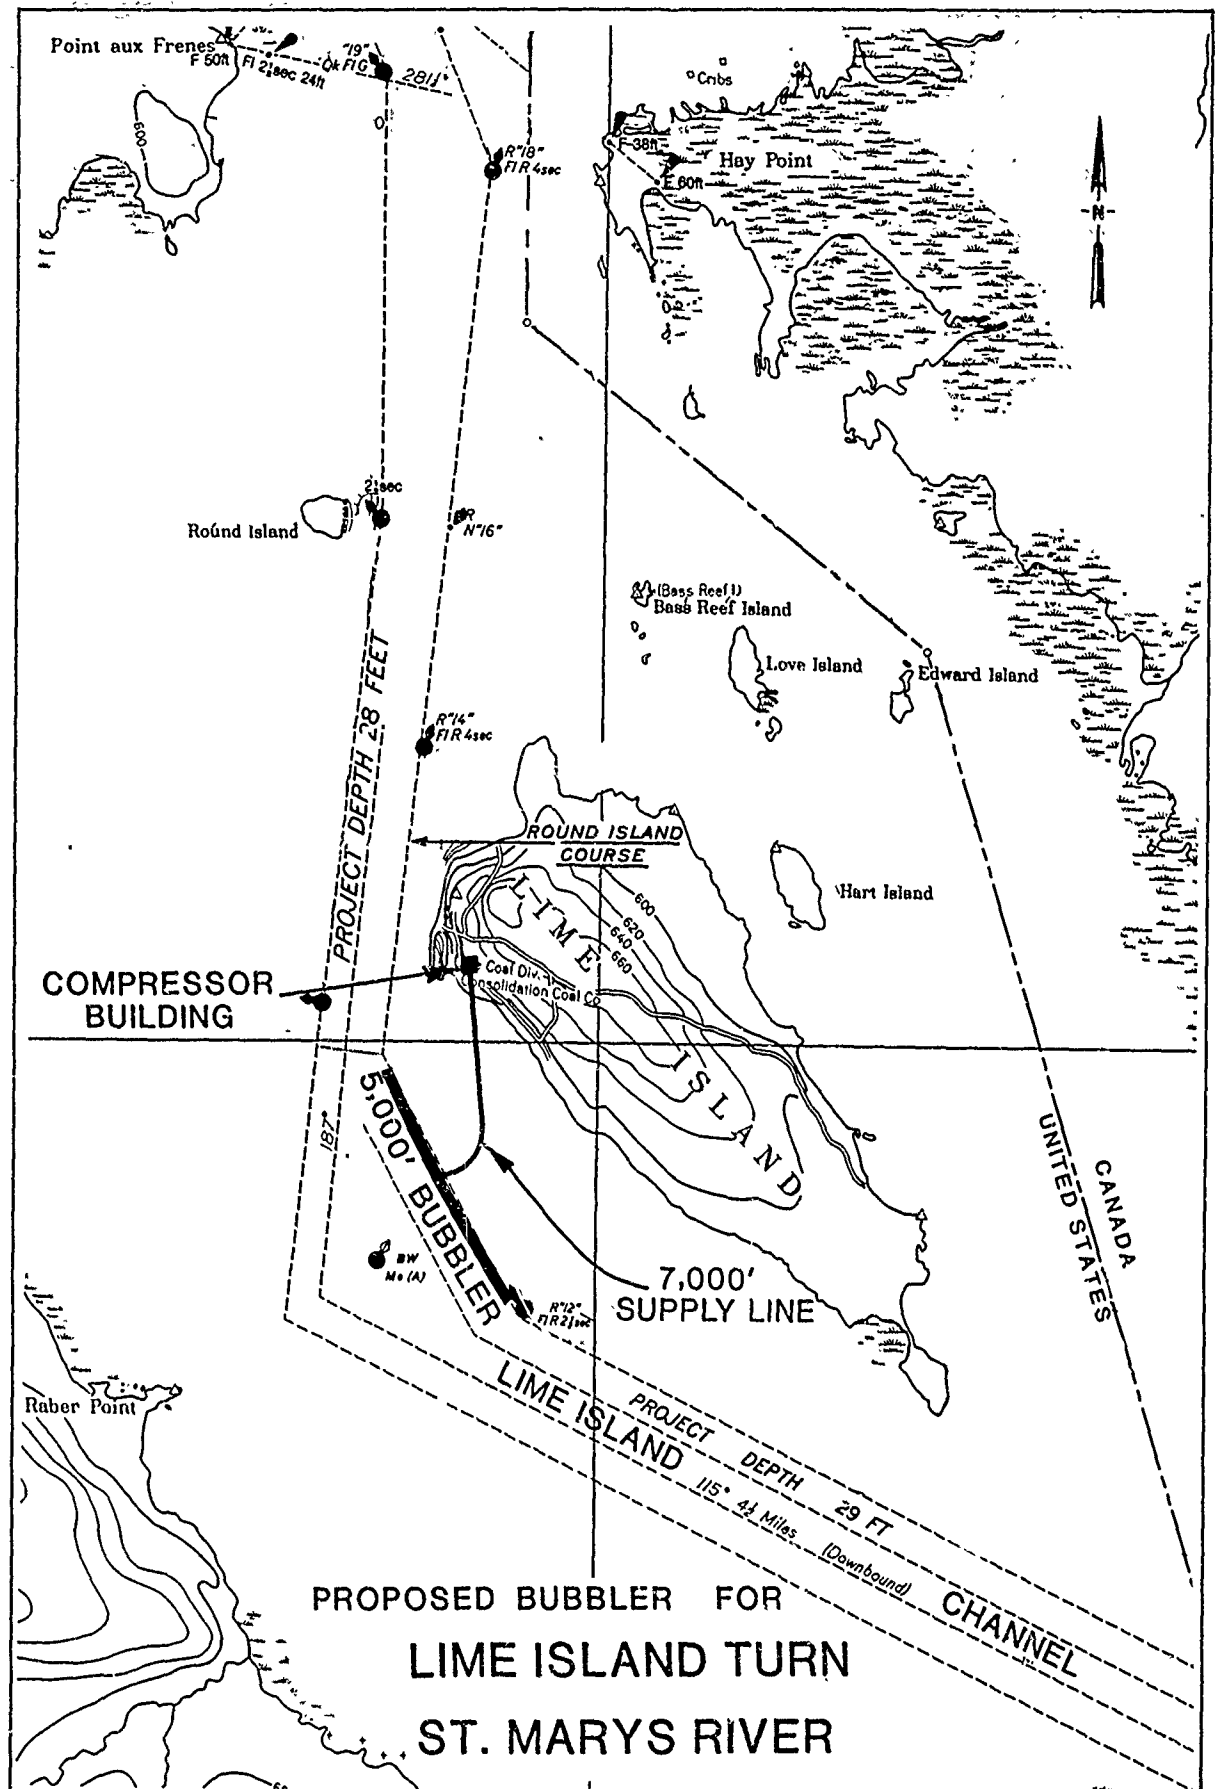 Point aux Frenes
F 50ft
Fl 2½sec 24ft
"19"
Qk Fl G
281½°
Cribs
600
R"18"
Fl R 4sec
F 38ft
Hay Point
F 60ft
N
2½sec
Round Island
R
N"16"
(Bass Reef I)
Bass Reef Island
Love Island
Edward Island
PROJECT DEPTH 28 FEET
R"14"
Fl R 4sec
ROUND ISLAND
COURSE
Hart Island
600
620
640
660
LIME ISLAND
Coal Div.
Consolidation Coal Co
COMPRESSOR
BUILDING
187°
5,000' BUBBLER
UNITED STATES
CANADA
BW
Mo (A)
7,000'
SUPPLY LINE
R"12"
Fl R 2½sec
Raber Point
LIME ISLAND CHANNEL
PROJECT DEPTH 29 FT
115° 4½ Miles (Downbound)
PROPOSED BUBBLER FOR
LIME ISLAND TURN
ST. MARYS RIVER